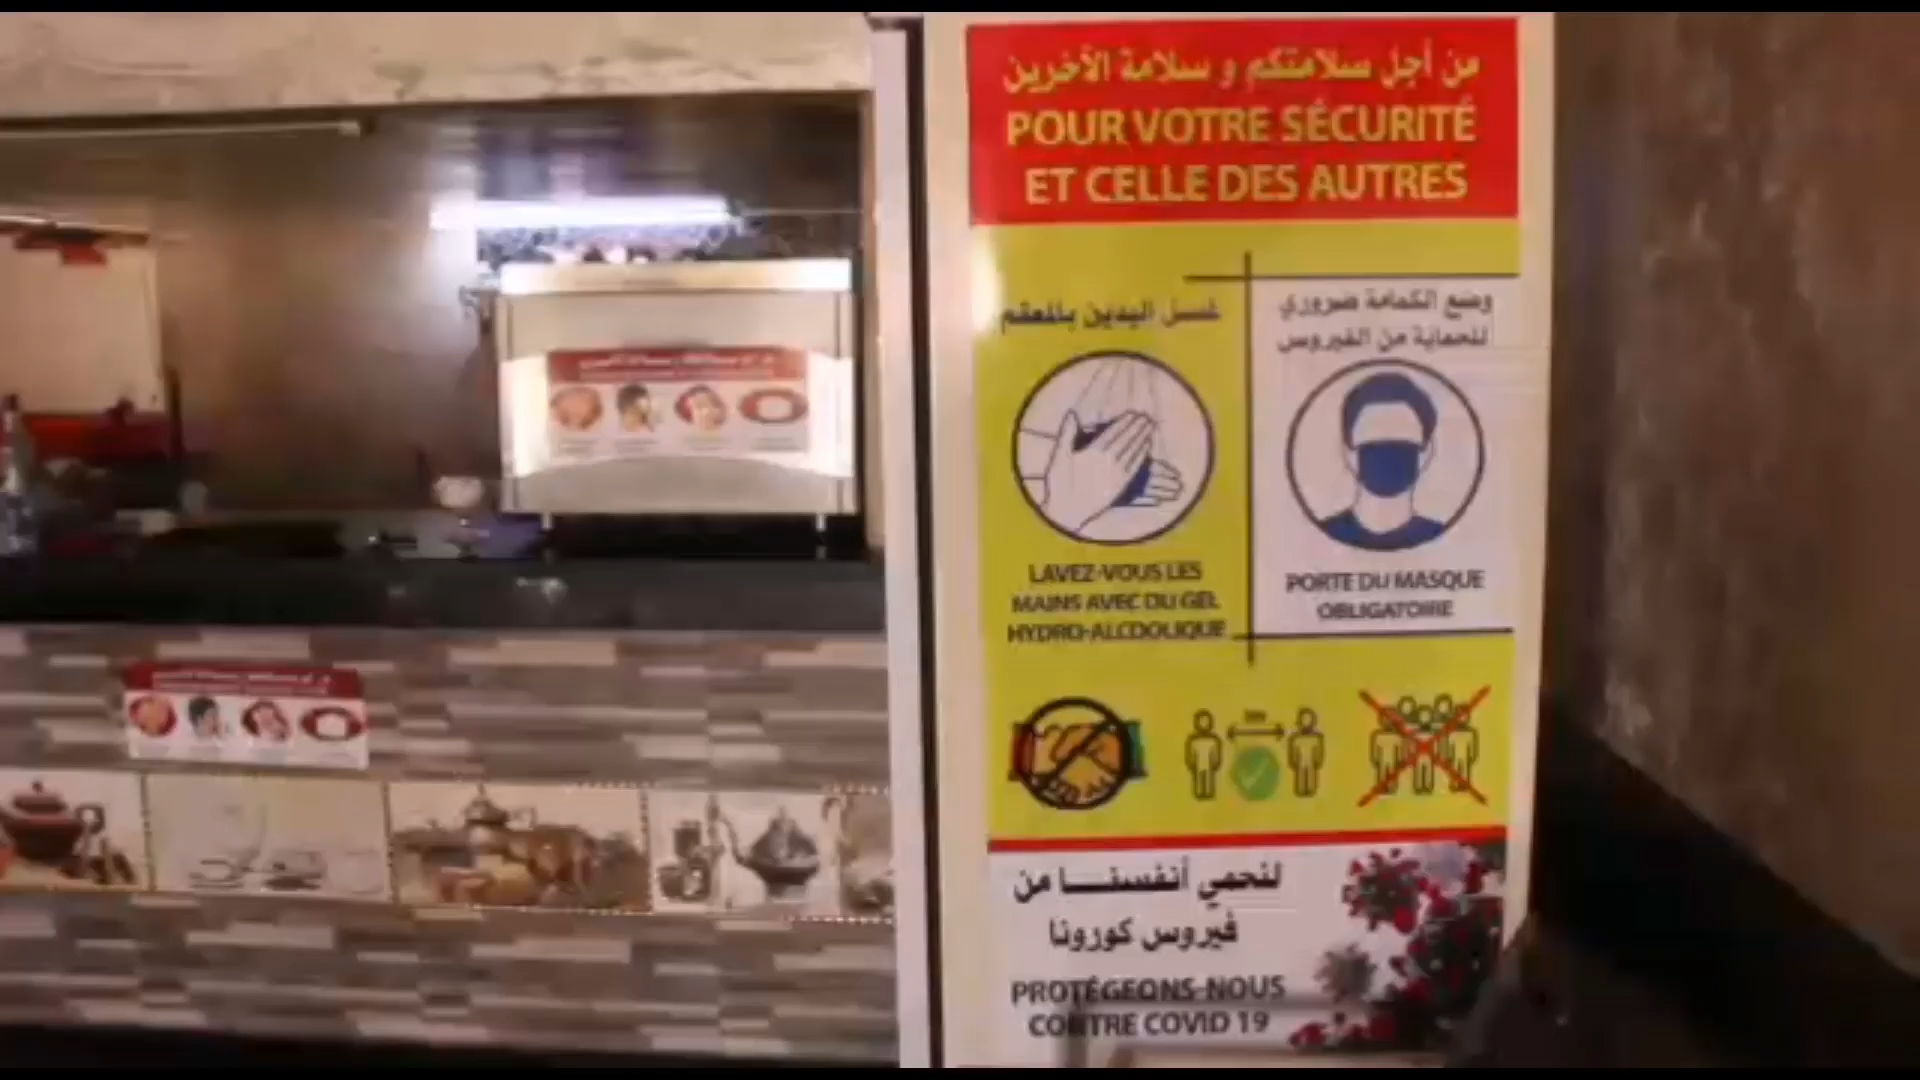 من أجل سلامتكم و سلامة الآخرين
POUR VOTRE SÉCURITÉ
ET CELLE DES AUTRES
غسل اليدين بالمعقم
LAVEZ-VOUS LES
MAINS AVEC DU GEL
HYDRO-ALCOOLIQUE
وضع الكمامة ضروري
للحماية من الفيروس
PORTE DU MASQUE
OBLIGATOIRE
لنحمي أنفسنــــا من
فيروس كورونا
PROTÉGEONS-NOUS
CONTRE COVID 19